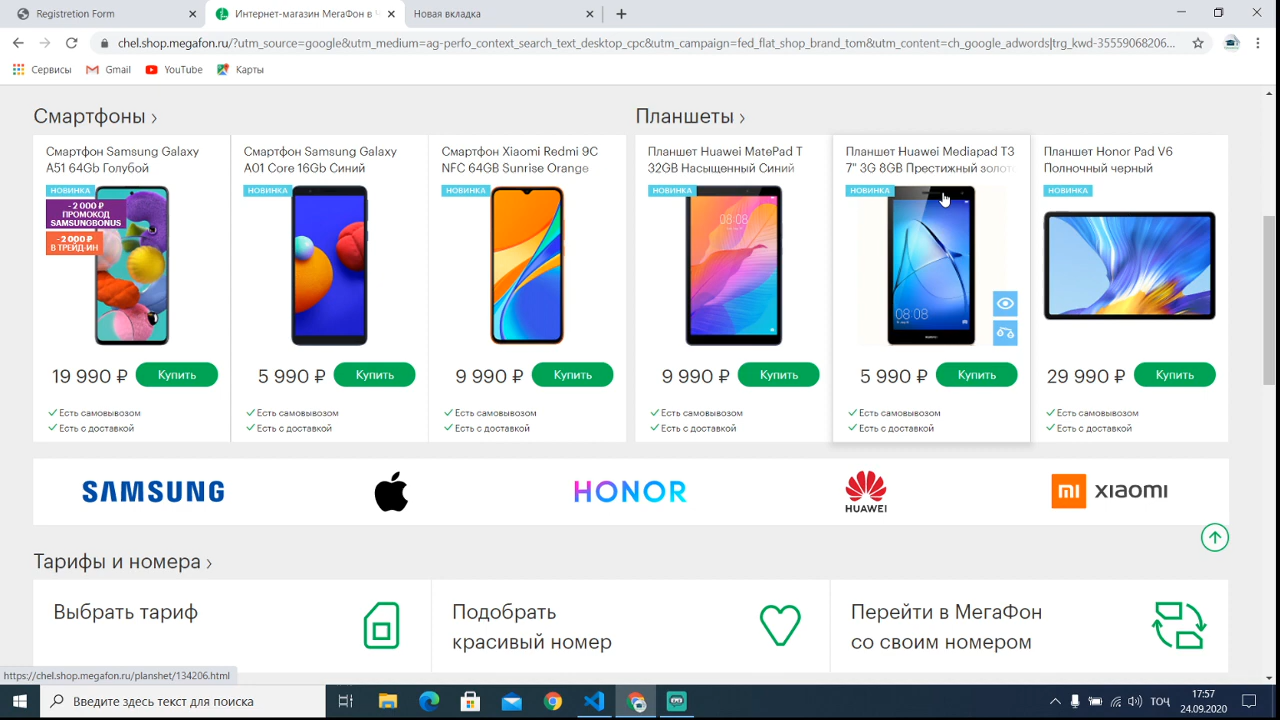 Registretion Form
Интернет-магазин МегаФон в Ч
Новая вкладка
chel.shop.megafon.ru/?utm_source=google&utm_medium=ag-perfo_context_search_text_desktop_cpc&utm_campaign=fed_flat_shop_brand_tom&utm_content=ch_google_adwords|trg_kwd-35559068206...
Сервисы
Gmail
YouTube
Карты
Смартфоны ›
Планшеты ›
Смартфон Samsung Galaxy
A51 64Gb Голубой
НОВИНКА
- 2 000 ₽
ПРОМОКОД
SAMSUNGBONUS
-2 000 ₽
В ТРЕЙД-ИН
19 990 ₽
Купить
Есть самовывозом
Есть с доставкой
Смартфон Samsung Galaxy
A01 Core 16Gb Синий
НОВИНКА
5 990 ₽
Купить
Есть самовывозом
Есть с доставкой
Смартфон Xiaomi Redmi 9C
NFC 64GB Sunrise Orange
НОВИНКА
9 990 ₽
Купить
Есть самовывозом
Есть с доставкой
Планшет Huawei MatePad T
32GB Насыщенный Синий
НОВИНКА
08:08
9 990 ₽
Купить
Есть самовывозом
Есть с доставкой
Планшет Huawei Mediapad T3
7" 3G 8GB Престижный золот
НОВИНКА
08:08
5 990 ₽
Купить
Есть самовывозом
Есть с доставкой
Планшет Honor Pad V6
Полночный черный
НОВИНКА
29 990 ₽
Купить
Есть самовывозом
Есть с доставкой
SAMSUNG
HONOR
HUAWEI
mi xiaomi
Тарифы и номера ›
Выбрать тариф
Подобрать
красивый номер
Перейти в МегаФон
со своим номером
https://chel.shop.megafon.ru/planshet/134206.html
Введите здесь текст для поиска
ТОЧ
17:57
24.09.2020